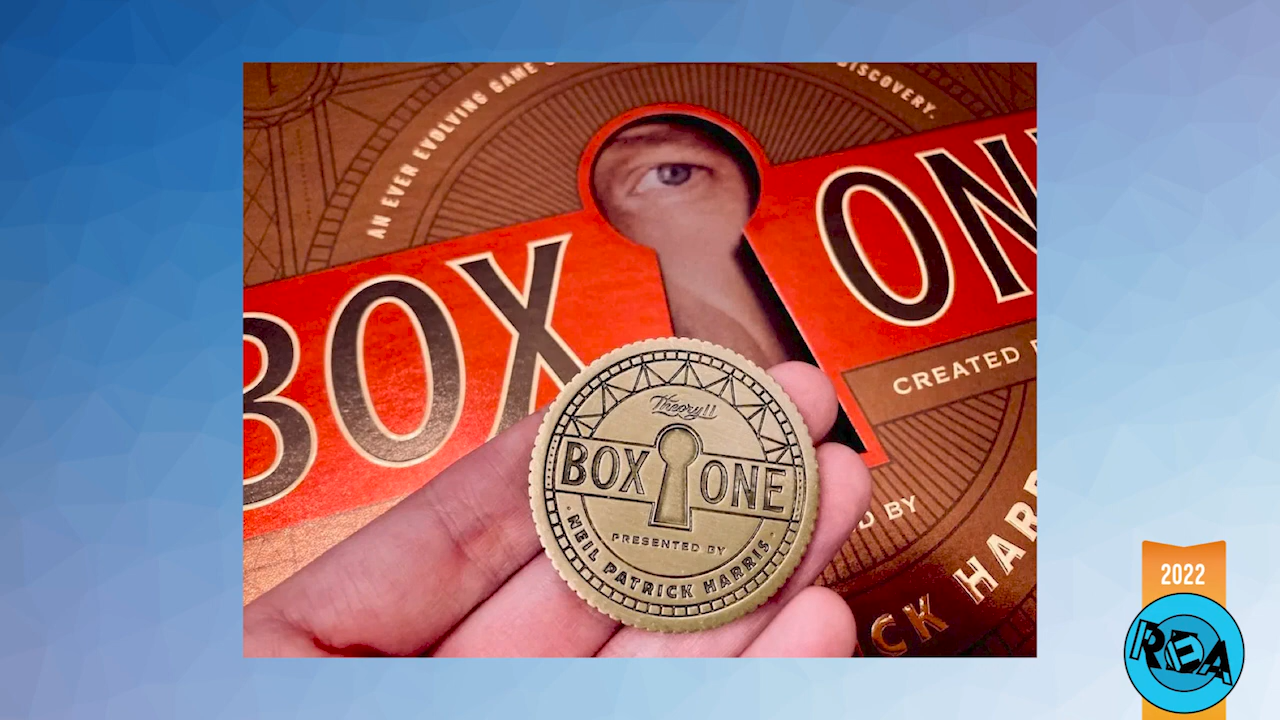 AN EVER EVOLVING GAME
DISCOVERY.
BOX ONE
CREATED
BY
HAR
CK
Theory11
BOX ONE
PRESENTED BY
· NEIL PATRICK HARRIS ·
2022
REA